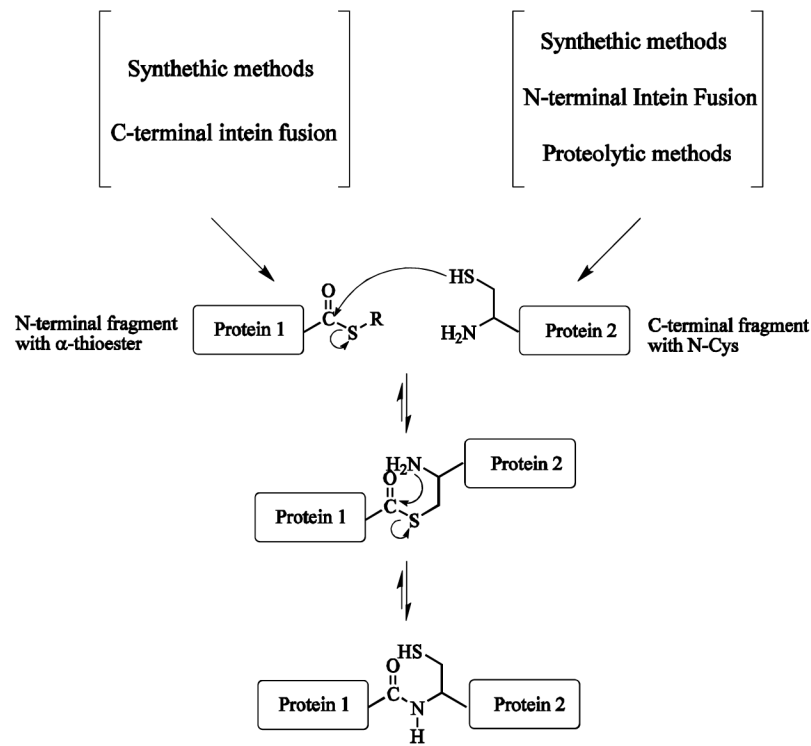 Synthethic methods
C-terminal intein fusion
Synthethic methods
N-terminal Intein Fusion
Proteolytic methods
N-terminal fragment
with α-thioester
Protein 1
O
C
S
R
HS
H₂N
Protein 2
C-terminal fragment
with N-Cys
H₂N
Protein 2
O
C
S
Protein 1
HS
O
C
N
H
Protein 1
Protein 2